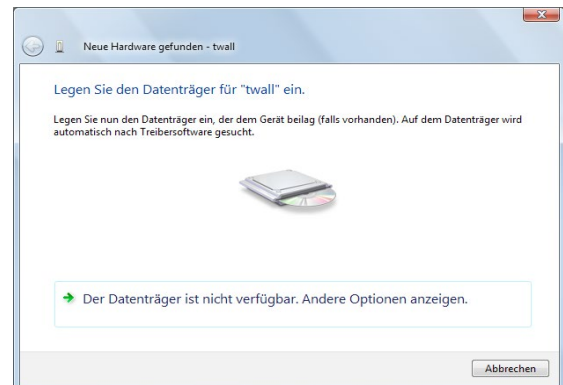 Neue Hardware gefunden - twall
Legen Sie den Datenträger für "twall" ein.
Legen Sie nun den Datenträger ein, der dem Gerät beilag (falls vorhanden). Auf dem Datenträger wird
automatisch nach Treibersoftware gesucht.
Der Datenträger ist nicht verfügbar. Andere Optionen anzeigen.
Abbrechen